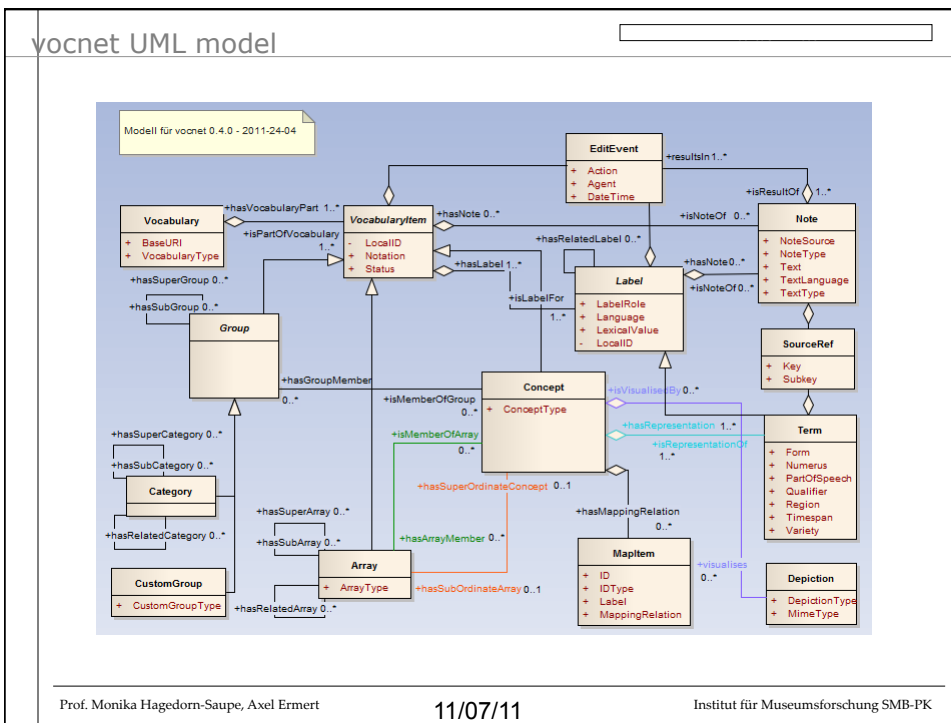 vocnet UML model
Modell für vocnet 0.4.0 - 2011-24-04
EditEvent
+ Action
+ Agent
+ DateTime
+resultsIn 1..*
+isResultOf 1..*
Vocabulary
+ BaseURI
+ VocabularyType
+hasVocabularyPart 1..*
+isPartOfVocabulary
1..*
VocabularyItem
- LocalID
+ Notation
+ Status
+hasNote 0..*
+isNoteOf 0..*
Note
+ NoteSource
+ NoteType
+ Text
+ TextLanguage
+ TextType
+hasRelatedLabel 0..*
+hasLabel 1..*
+isLabelFor
1..*
Label
+ LabelRole
+ Language
+ LexicalValue
- LocalID
+hasNote 0..*
+isNoteOf 0..*
+hasSuperGroup 0..*
+hasSubGroup 0..*
Group
SourceRef
+ Key
+ Subkey
+hasGroupMember
0..*
+isMemberOfGroup
0..*
Concept
+ ConceptType
+isVisualisedBy 0..*
+hasRepresentation 1..*
+isRepresentationOf
1..*
Term
+ Form
+ Numerus
+ PartOfSpeech
+ Qualifier
+ Region
+ Timespan
+ Variety
+isMemberOfArray
0..*
+hasSuperCategory 0..*
+hasSubCategory 0..*
Category
+hasRelatedCategory 0..*
+hasSuperOrdinateConcept 0..1
+hasMappingRelation
0..*
+hasSuperArray 0..*
+hasSubArray 0..*
+hasArrayMember 0..*
Array
+ ArrayType
+hasSubOrdinateArray 0..1
+hasRelatedArray 0..*
CustomGroup
+ CustomGroupType
MapItem
+ ID
+ IDType
+ Label
+ MappingRelation
+visualises
0..*
Depiction
+ DepictionType
+ MimeType
Prof. Monika Hagedorn-Saupe, Axel Ermert
11/07/11
Institut für Museumsforschung SMB-PK